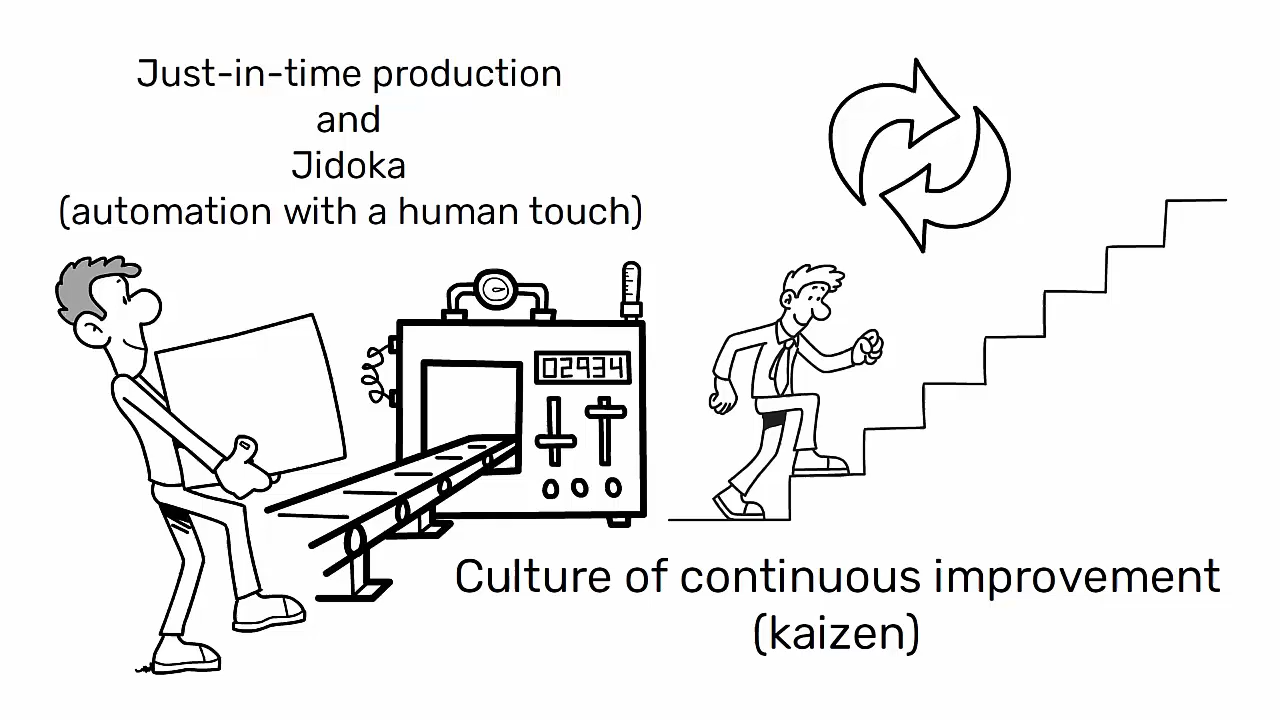 Just-in-time production
and
Jidoka
(automation with a human touch)
02934
Culture of continuous improvement
(kaizen)